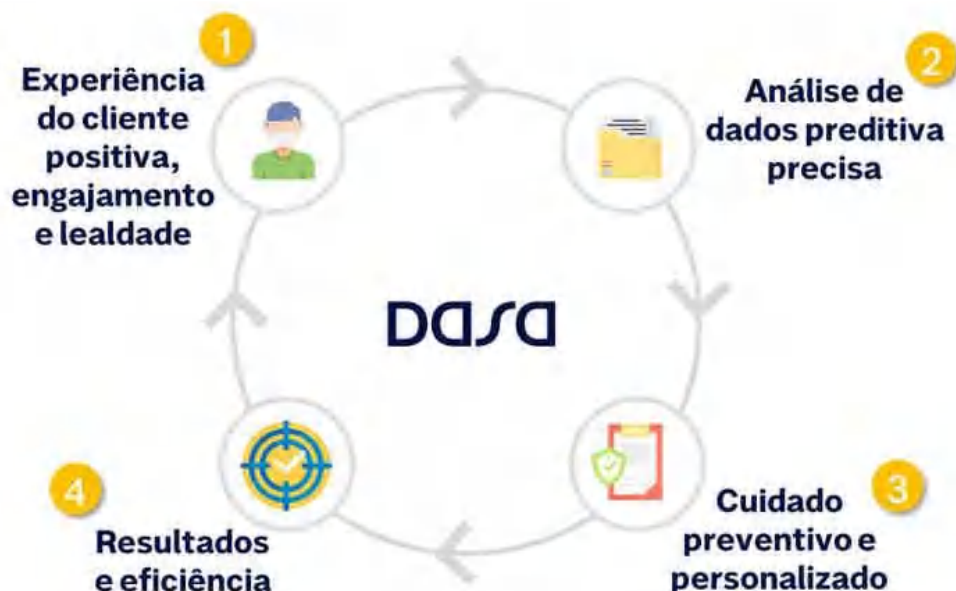 1
Experiência
do cliente
positiva,
engajamento
e lealdade
2
Análise de
dados preditiva
precisa
Dasa
3
Cuidado
preventivo e
personalizado
4
Resultados
e eficiência